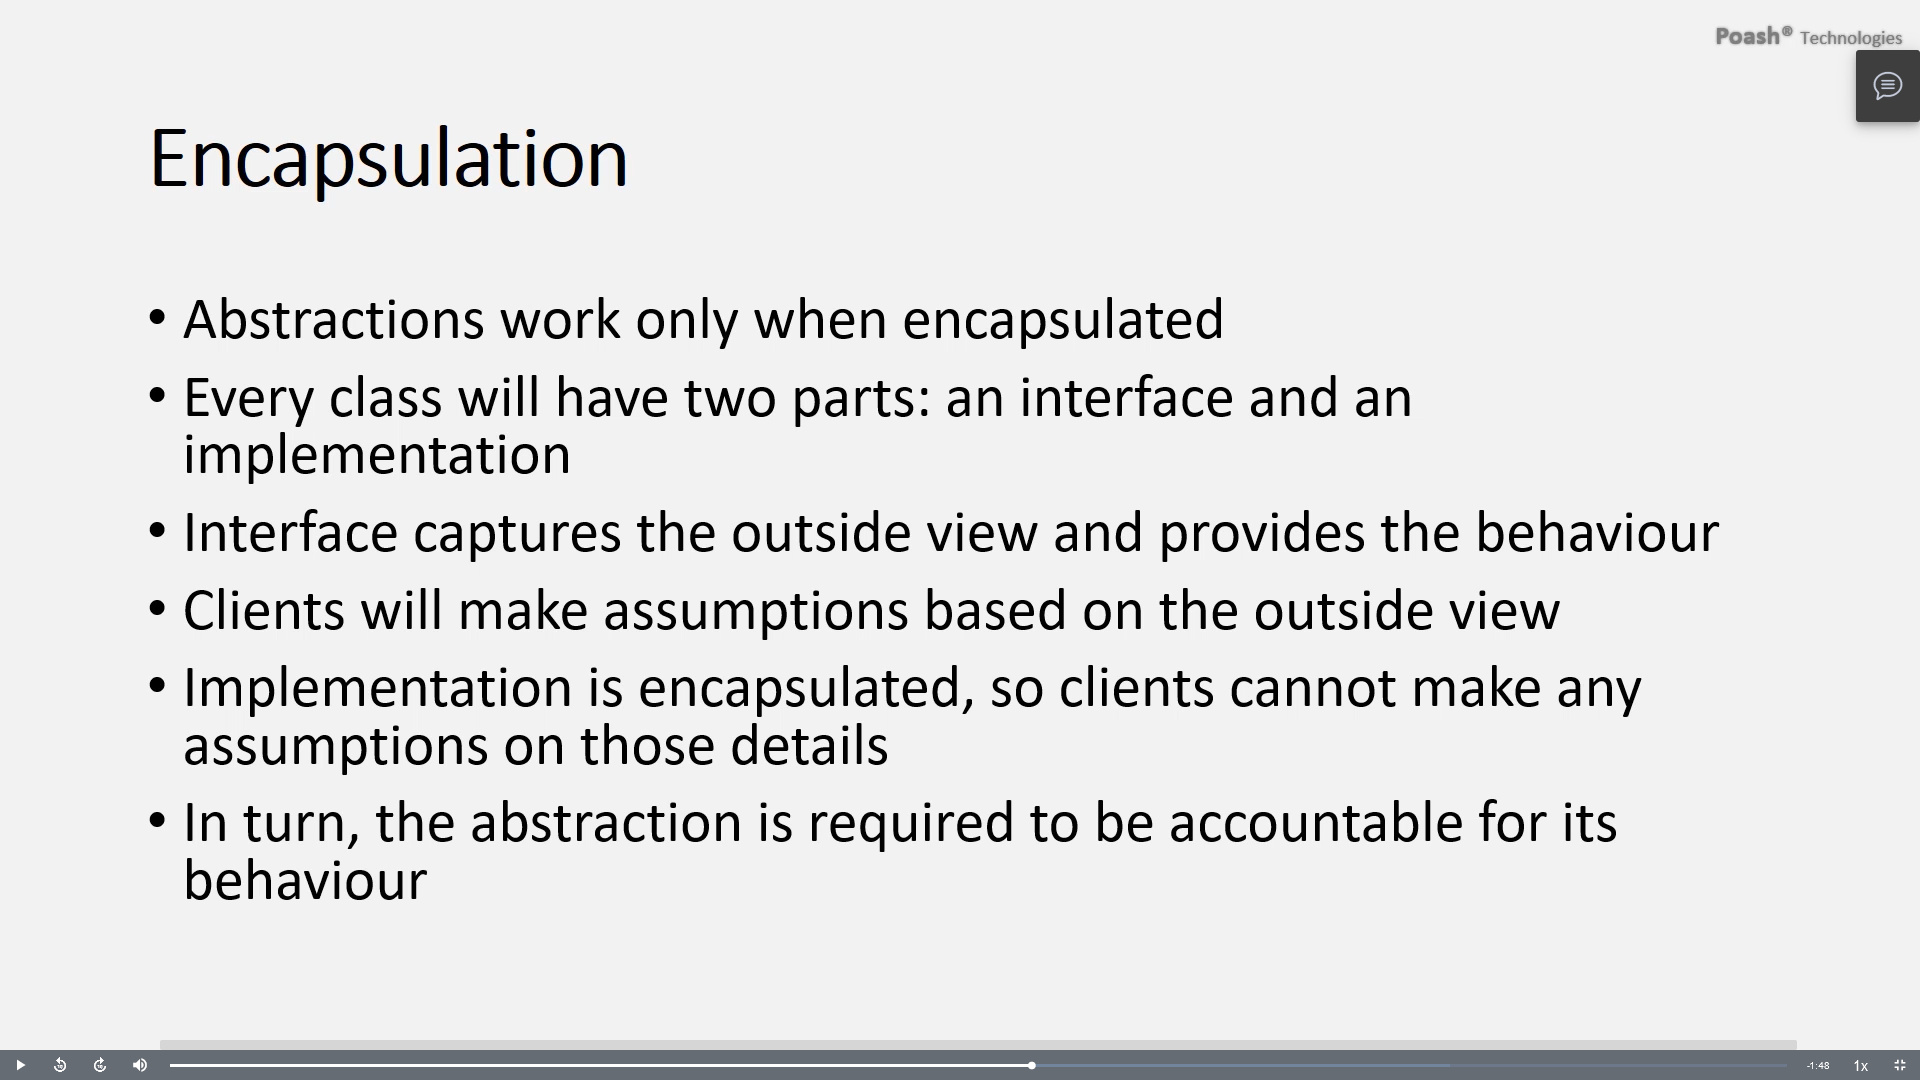 Poash® Technologies
Encapsulation
• Abstractions work only when encapsulated
• Every class will have two parts: an interface and an
implementation
• Interface captures the outside view and provides the behaviour
• Clients will make assumptions based on the outside view
• Implementation is encapsulated, so clients cannot make any
assumptions on those details
• In turn, the abstraction is required to be accountable for its
behaviour
-1:48 1x